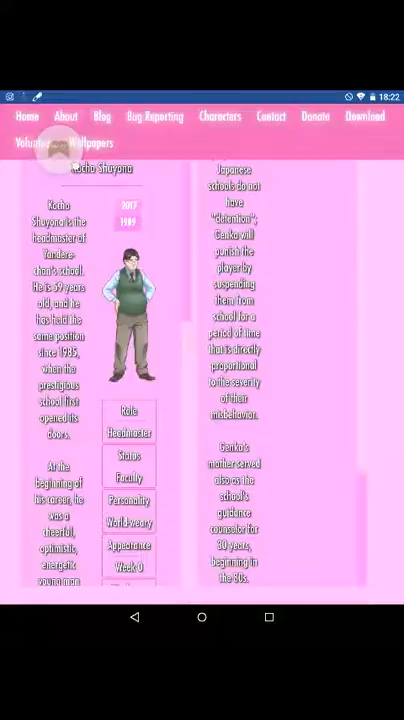 18:22
Home About Blog Bug Reporting Characters Contact Donate Download
Wallpapers
Kocho Shuyona
Kocho
Shuyona is the
headmaster of
Yandere-
chan's school.
He is 59 years
old, and he
has held the
same position
since 1985,
when the
prestigious
school first
opened its
doors.
At the
beginning of
his career, he
was a
cheerful,
optimistic,
energetic
young man
2017
1989
Role
Headmaster
Status
Faculty
Personality
World-weary
Appearance
Week 0
Japanese
schools do not
have
"detention";
Genka will
punish the
player by
suspending
them from
school for a
period of time
that is directly
proportional
to the severity
of their
misbehavior.
Genka's
mother served
also as the
school's
guidance
counselor for
30 years,
beginning in
the 80s.